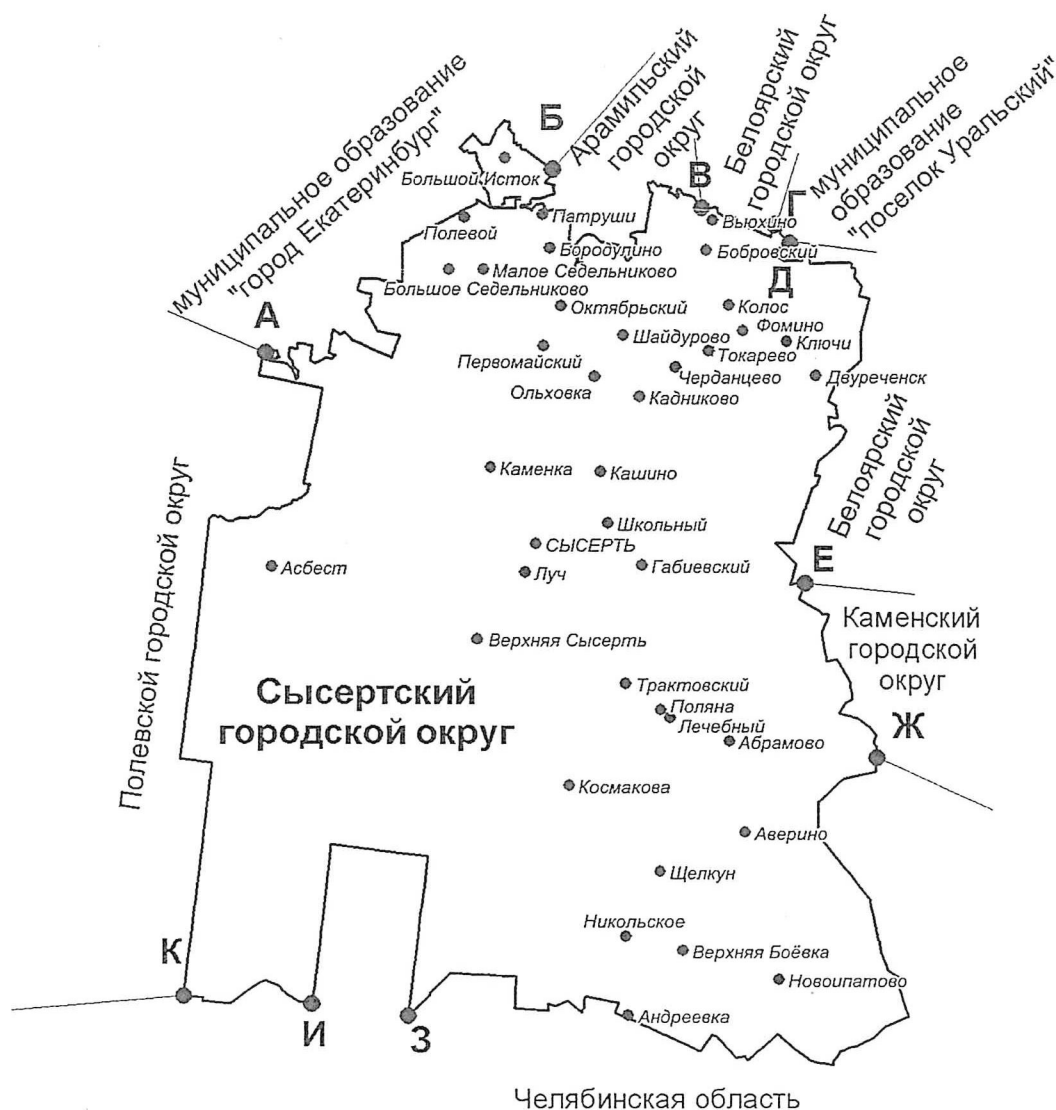 муниципальное образование
"город Екатеринбург"
Арамильский
городской
округ
Белоярский
городской округ
муниципальное
образование
"поселок Уральский"
Б
Большой Исток
В
Г
Вьюхино
Патруши
Полевой
Бородулино
Бобровский
Малое Седельниково
Большое Седельниково
Д
А
Октябрьский
Колос
Фомино
Шайдурово
Ключи
Токарево
Первомайский
Черданцево
Двуреченск
Ольховка
Кадниково
Белоярский
городской
округ
Каменка
Кашино
Школьный
СЫСЕРТЬ
Асбест
Луч
Габиевский
Е
Полевской городской округ
Каменский
городской
округ
Верхняя Сысерть
Сысертский
городской округ
Трактовский
Поляна
Лечебный
Абрамово
Ж
Космакова
Аверино
Щелкун
Никольское
Верхняя Боёвка
К
Новоипатово
И
З
Андреевка
Челябинская область